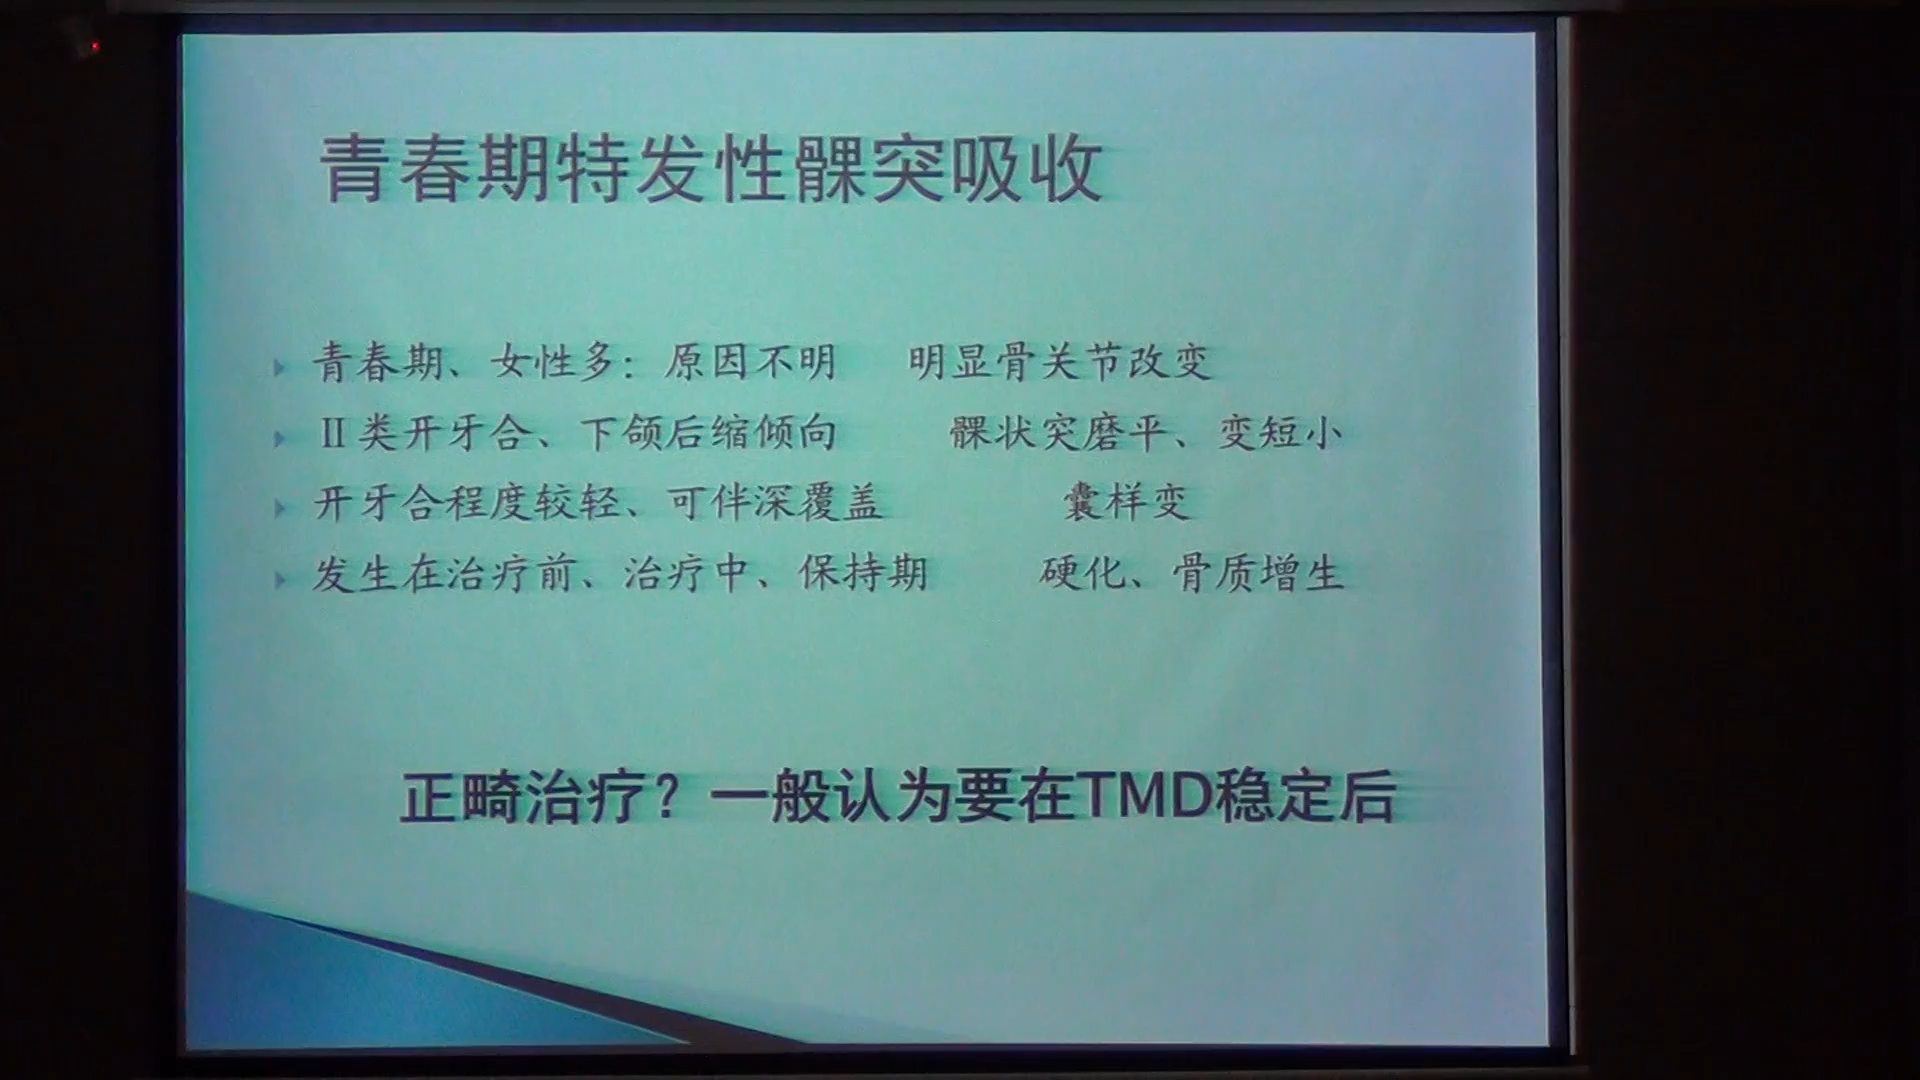 青春期特发性髁突吸收
青春期、女性多：原因不明 明显骨关节改变
Ⅱ类开牙合、下颌后缩倾向 髁状突磨平、变短小
开牙合程度较轻、可伴深覆盖 囊样变
发生在治疗前、治疗中、保持期 硬化、骨质增生
正畸治疗？一般认为要在TMD稳定后